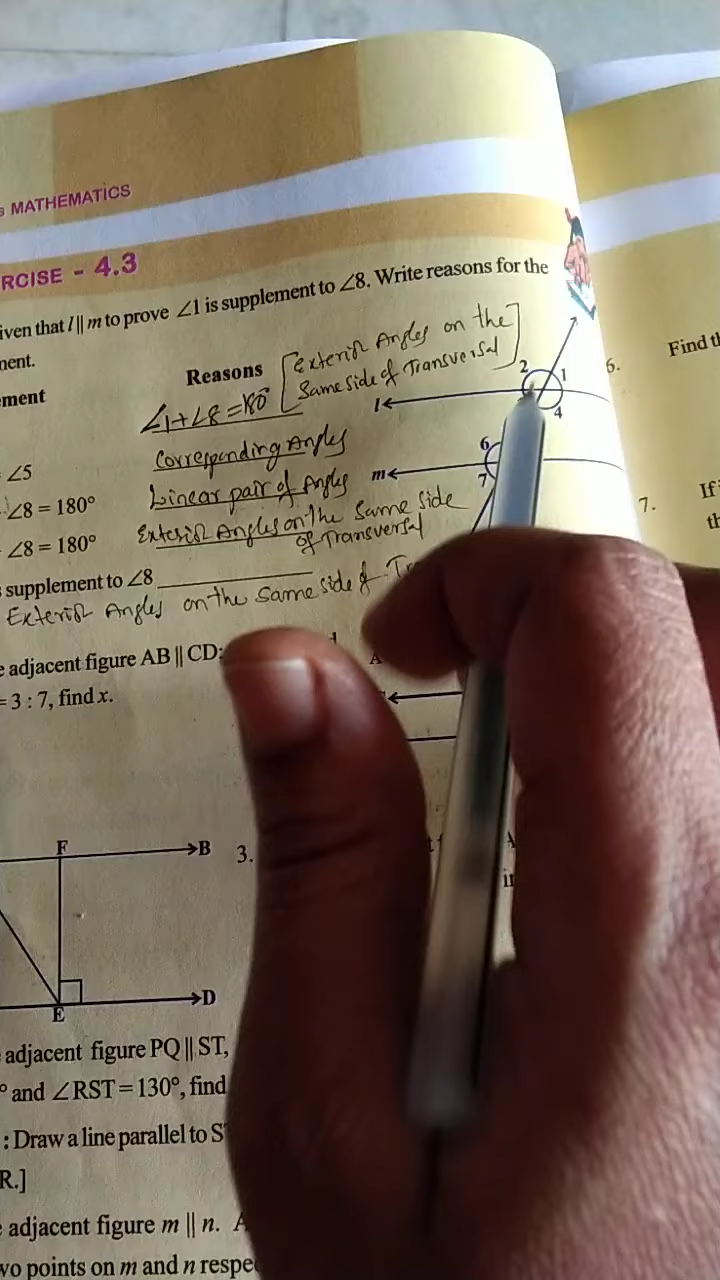 MATHEMATICS
RCISE - 4.3
iven that l || m to prove ∠1 is supplement to ∠8. Write reasons for the
ment.
ment
Reasons
[Exterior Angles on the
Same side of Transversal]
∠1+∠8=180°
= ∠5
Corresponding Angles
∠8 = 180°
Linear pair of Angles
∠8 = 180°
Exterior Angles on the same side
of Transversal
supplement to ∠8
Exterior Angles on the same side of Tr
2
1
l
4
6
m
7
6.
Find th
7.
If
th
e adjacent figure AB || CD;
= 3 : 7, find x.
A
F
B
3.
E
D
adjacent figure PQ || ST,
° and ∠RST = 130°, find
: Draw a line parallel to S
R.]
e adjacent figure m || n. A
wo points on m and n respe